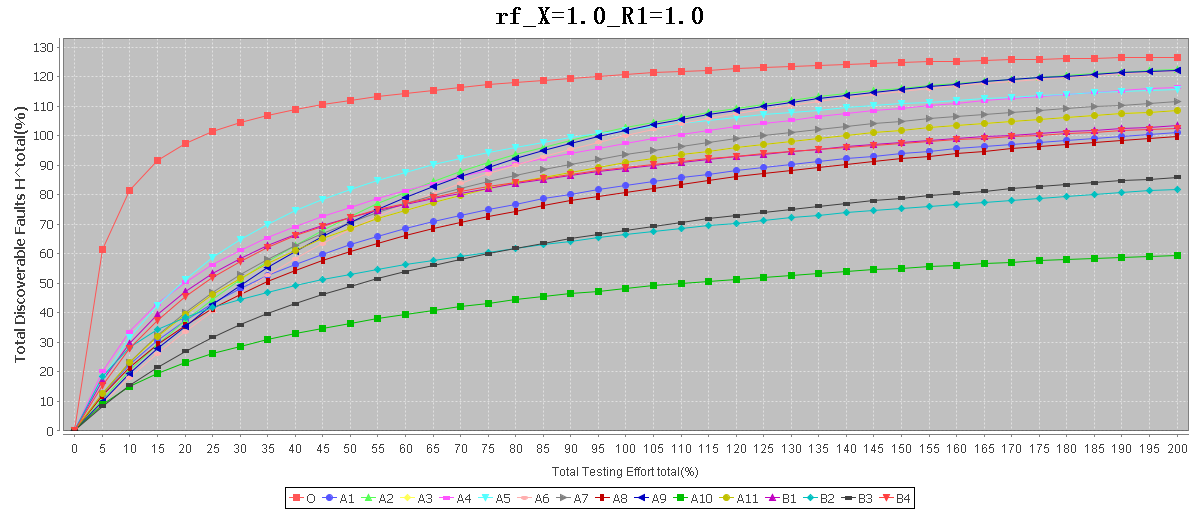 rf_X=1.0_R1=1.0
Total Discoverable Faults H^total(%)
130
120
110
100
90
80
70
60
50
40
30
20
10
0
0 5 10 15 20 25 30 35 40 45 50 55 60 65 70 75 80 85 90 95 100 105 110 115 120 125 130 135 140 145 150 155 160 165 170 175 180 185 190 195 200
Total Testing Effort total(%)
O A1 A2 A3 A4 A5 A6 A7 A8 A9 A10 A11 B1 B2 B3 B4